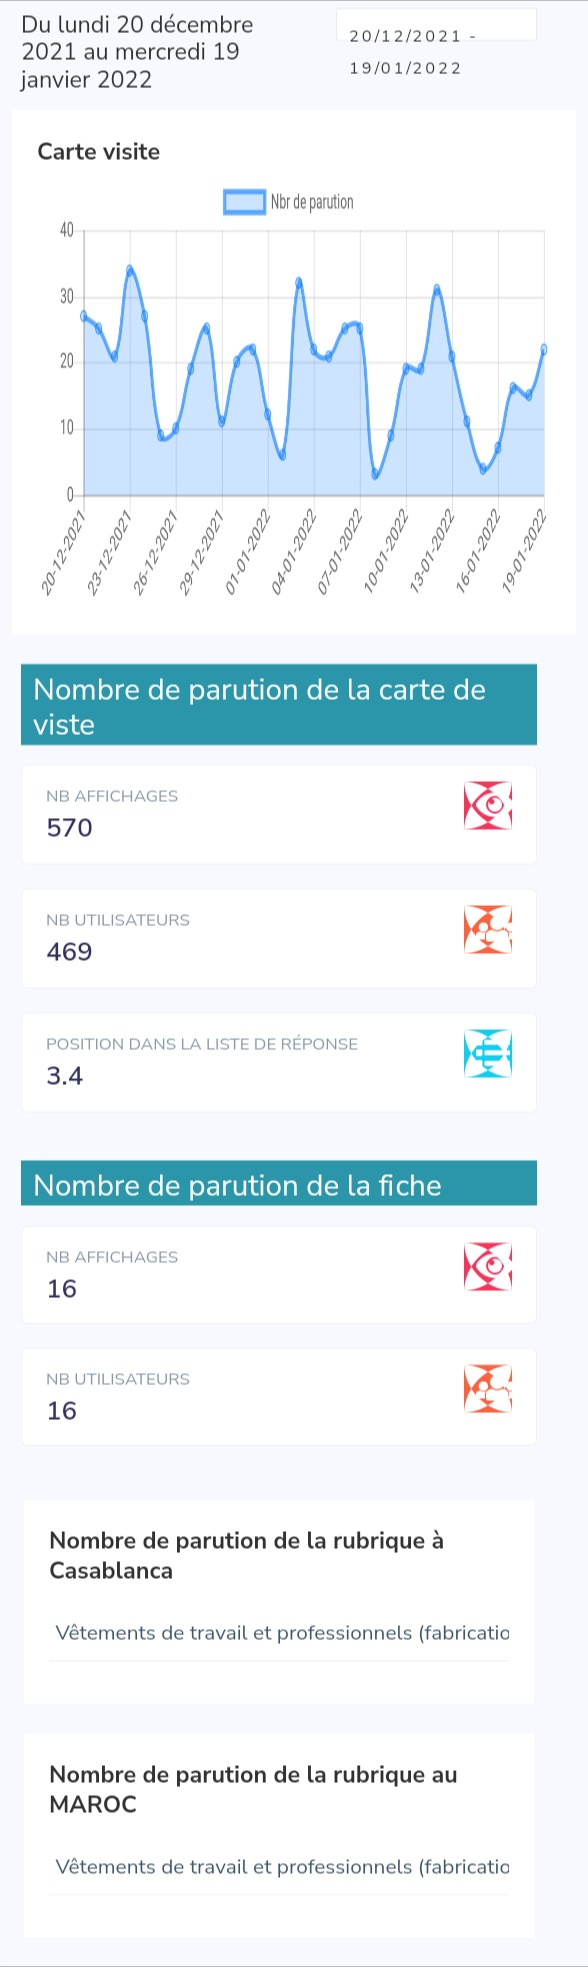 Du lundi 20 décembre
2021 au mercredi 19
janvier 2022
20/12/2021 -
19/01/2022
Carte visite
Nbr de parution
40
30
20
10
0
20-12-2021
23-12-2021
26-12-2021
29-12-2021
01-01-2022
04-01-2022
07-01-2022
10-01-2022
13-01-2022
16-01-2022
19-01-2022
Nombre de parution de la carte de
viste
NB AFFICHAGES
570
NB UTILISATEURS
469
POSITION DANS LA LISTE DE RÉPONSE
3.4
Nombre de parution de la fiche
NB AFFICHAGES
16
NB UTILISATEURS
16
Nombre de parution de la rubrique à
Casablanca
Vêtements de travail et professionnels (fabricatio
Nombre de parution de la rubrique au
MAROC
Vêtements de travail et professionnels (fabricatio